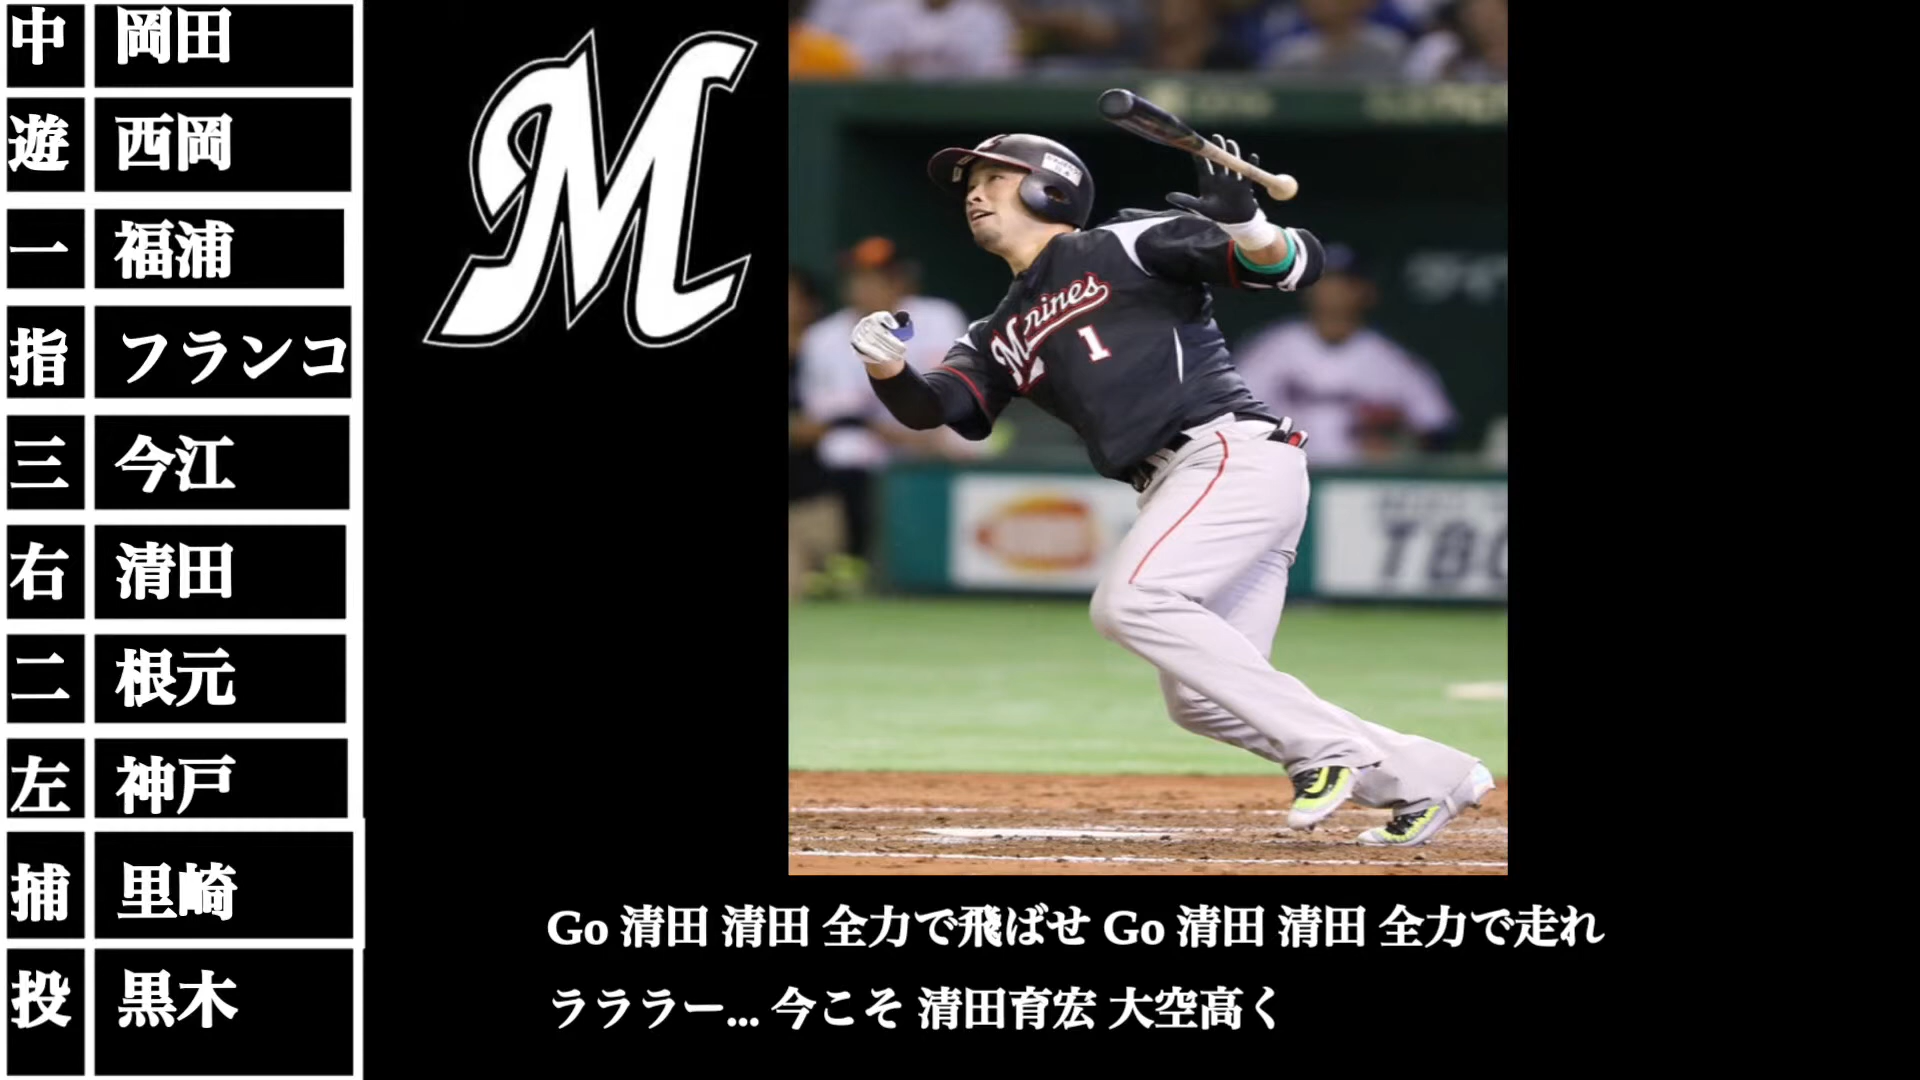 中 岡田
遊 西岡
一 福浦
指 フランコ
三 今江
右 清田
二 根元
左 神戸
捕 里崎
投 黒木
M
Marines
1
TBC
Go 清田 清田 全力で飛ばせ Go 清田 清田 全力で走れ
ラララー... 今こそ 清田育宏 大空高く